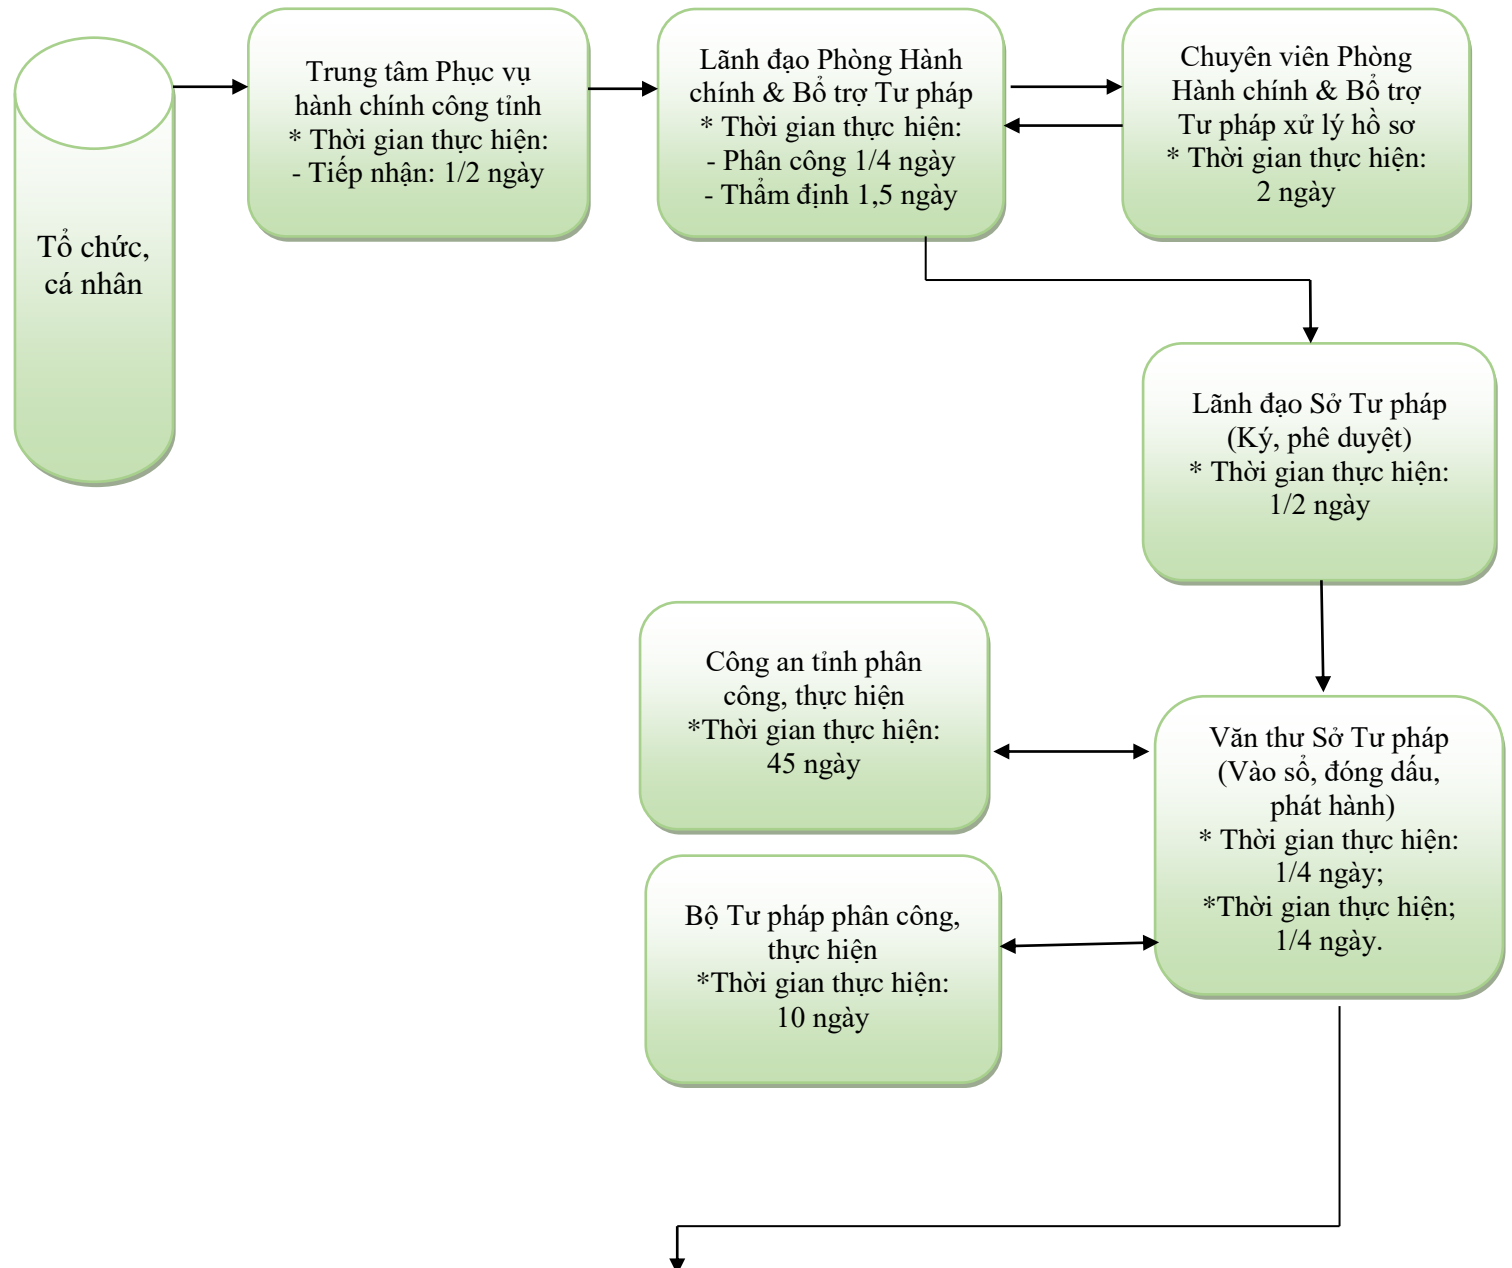 Tổ chức,
cá nhân
Trung tâm Phục vụ
hành chính công tỉnh
* Thời gian thực hiện:
- Tiếp nhận: 1/2 ngày
Lãnh đạo Phòng Hành
chính & Bổ trợ Tư pháp
* Thời gian thực hiện:
- Phân công 1/4 ngày
- Thẩm định 1,5 ngày
Chuyên viên Phòng
Hành chính & Bổ trợ
Tư pháp xử lý hồ sơ
* Thời gian thực hiện:
2 ngày
Lãnh đạo Sở Tư pháp
(Ký, phê duyệt)
* Thời gian thực hiện:
1/2 ngày
Công an tỉnh phân
công, thực hiện
*Thời gian thực hiện:
45 ngày
Văn thư Sở Tư pháp
(Vào sổ, đóng dấu,
phát hành)
* Thời gian thực hiện:
1/4 ngày;
*Thời gian thực hiện;
1/4 ngày.
Bộ Tư pháp phân công,
thực hiện
*Thời gian thực hiện:
10 ngày